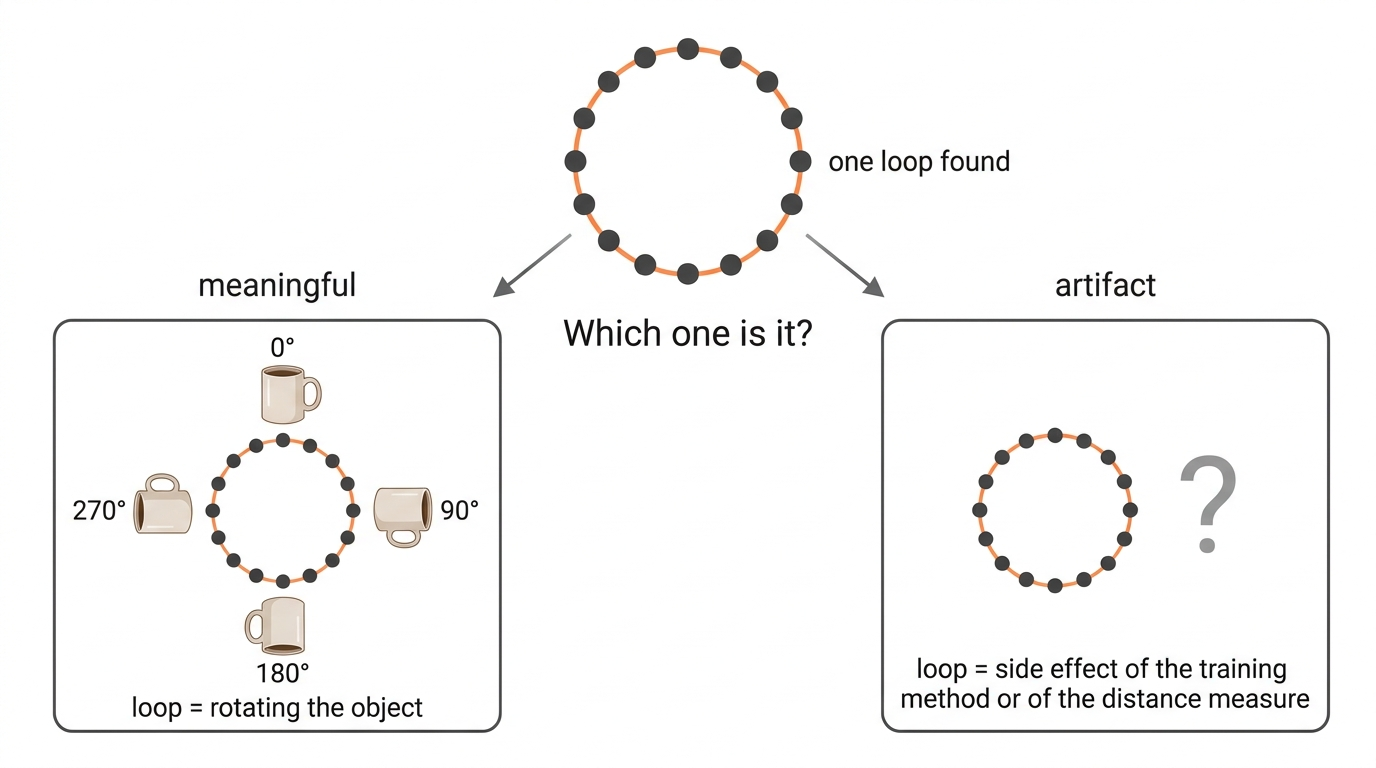 one loop found
meaningful
Which one is it?
artifact
0°
270°
90°
180°
loop = rotating the object
?
loop = side effect of the training
method or of the distance measure